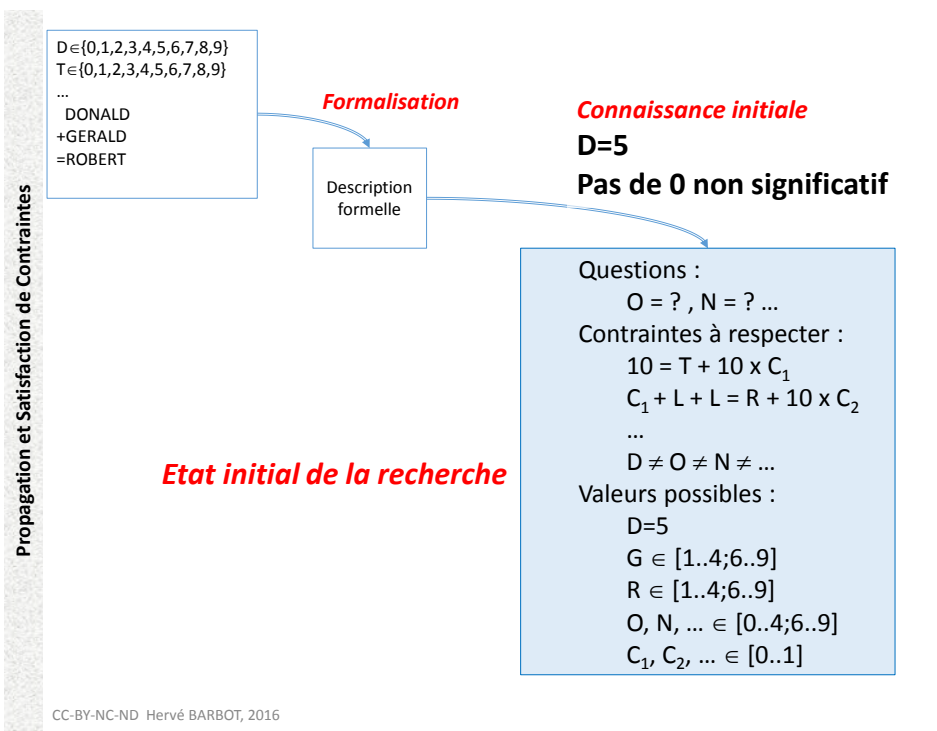 Propagation et Satisfaction de Contraintes
D∈{0,1,2,3,4,5,6,7,8,9}
T∈{0,1,2,3,4,5,6,7,8,9}
...
DONALD
+GERALD
=ROBERT
Formalisation
Description
formelle
Connaissance initiale
D=5
Pas de 0 non significatif
Etat initial de la recherche
Questions :
O = ? , N = ? ...
Contraintes à respecter :
10 = T + 10 x C₁
C₁ + L + L = R + 10 x C₂
...
D ≠ O ≠ N ≠ ...
Valeurs possibles :
D=5
G ∈ [1..4;6..9]
R ∈ [1..4;6..9]
O, N, ... ∈ [0..4;6..9]
C₁, C₂, ... ∈ [0..1]
CC-BY-NC-ND Hervé BARBOT, 2016